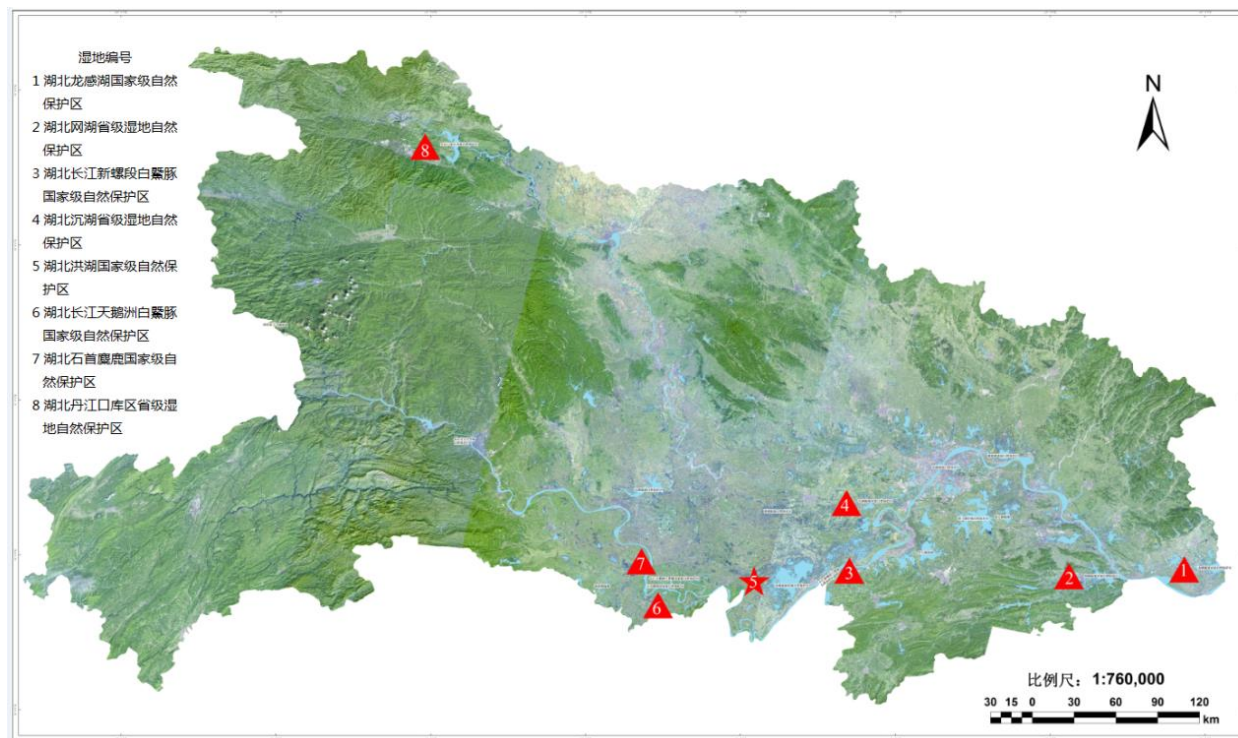 湿地编号
1 湖北龙感湖国家级自然
保护区
2 湖北网湖省级湿地自然
保护区
3 湖北长江新螺段白鱀豚
国家级自然保护区
4 湖北沉湖省级湿地自然
保护区
5 湖北洪湖国家级自然保
护区
6 湖北长江天鹅洲白鱀豚
国家级自然保护区
7 湖北石首麋鹿国家级自
然保护区
8 湖北丹江口库区省级湿
地自然保护区
N
8
4
7
5
3
2
1
6
比例尺：1:760,000
30 15 0 30 60 90 120
km